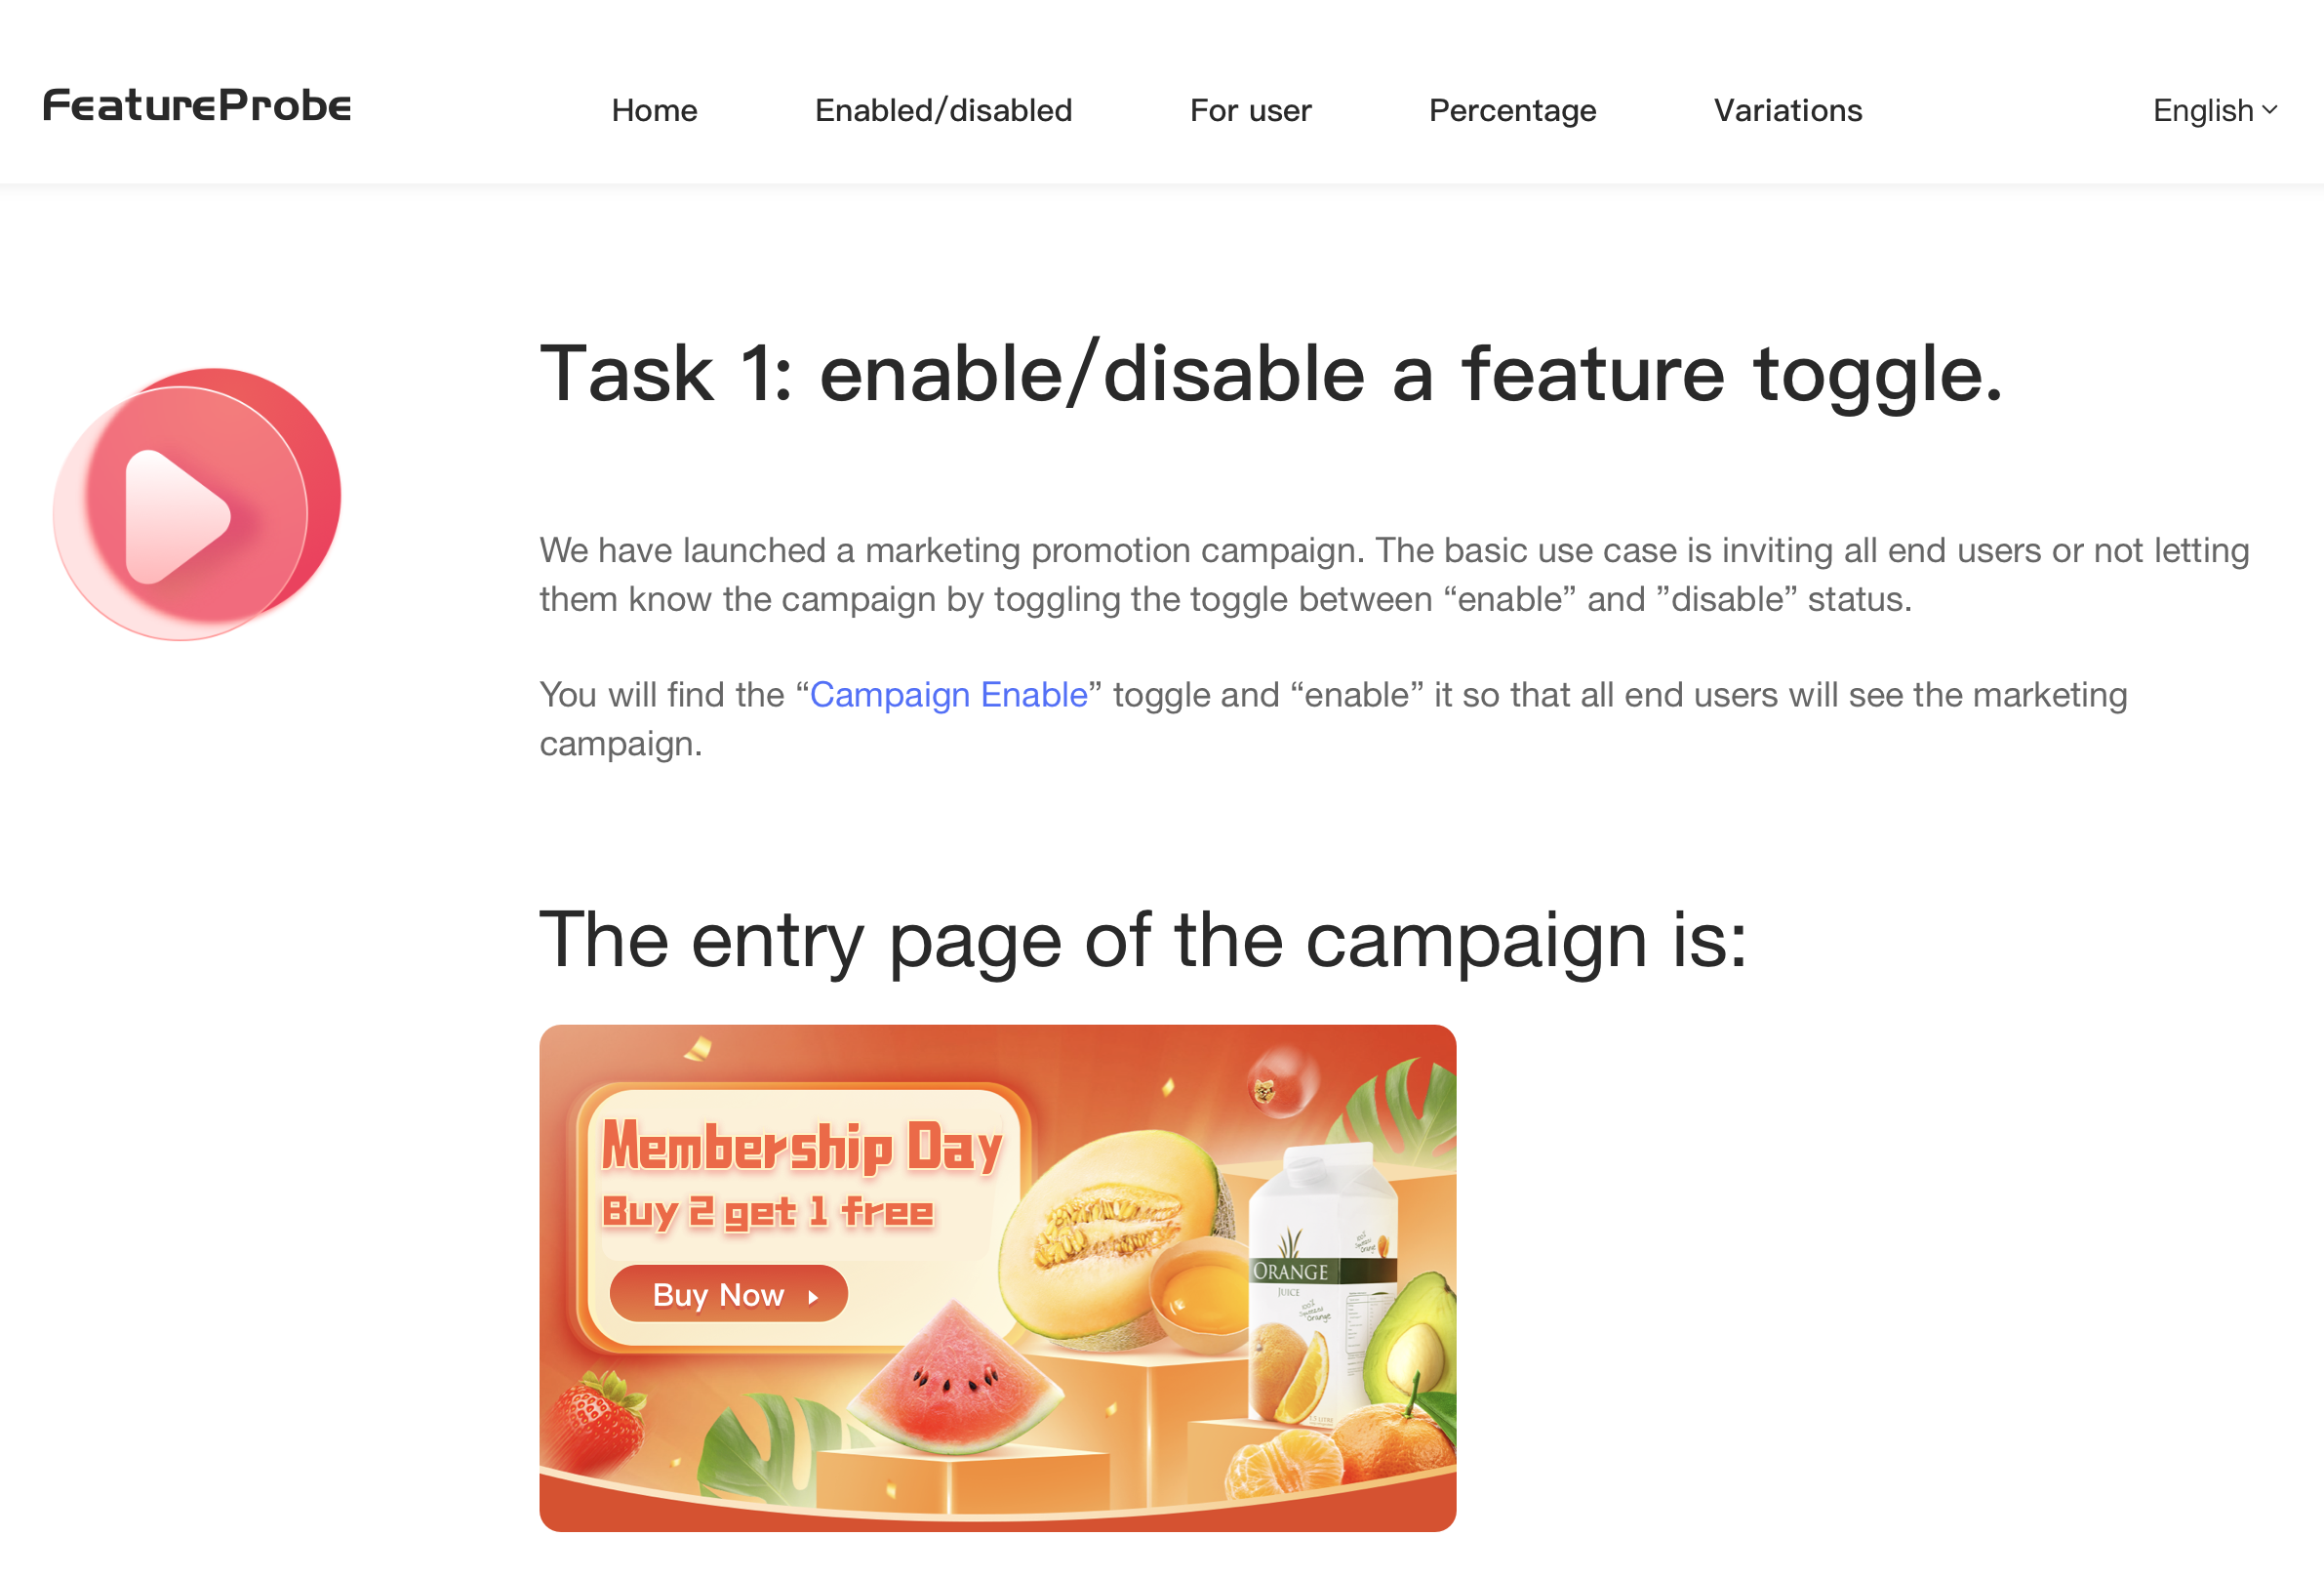 FeatureProbe
Home
Enabled/disabled
For user
Percentage
Variations
English
Task 1: enable/disable a feature toggle.
We have launched a marketing promotion campaign. The basic use case is inviting all end users or not letting
them know the campaign by toggling the toggle between “enable” and ”disable” status.
You will find the “Campaign Enable” toggle and “enable” it so that all end users will see the marketing
campaign.
The entry page of the campaign is:
Membership Day
Buy 2 get 1 free
Buy Now
ORANGE
JUICE